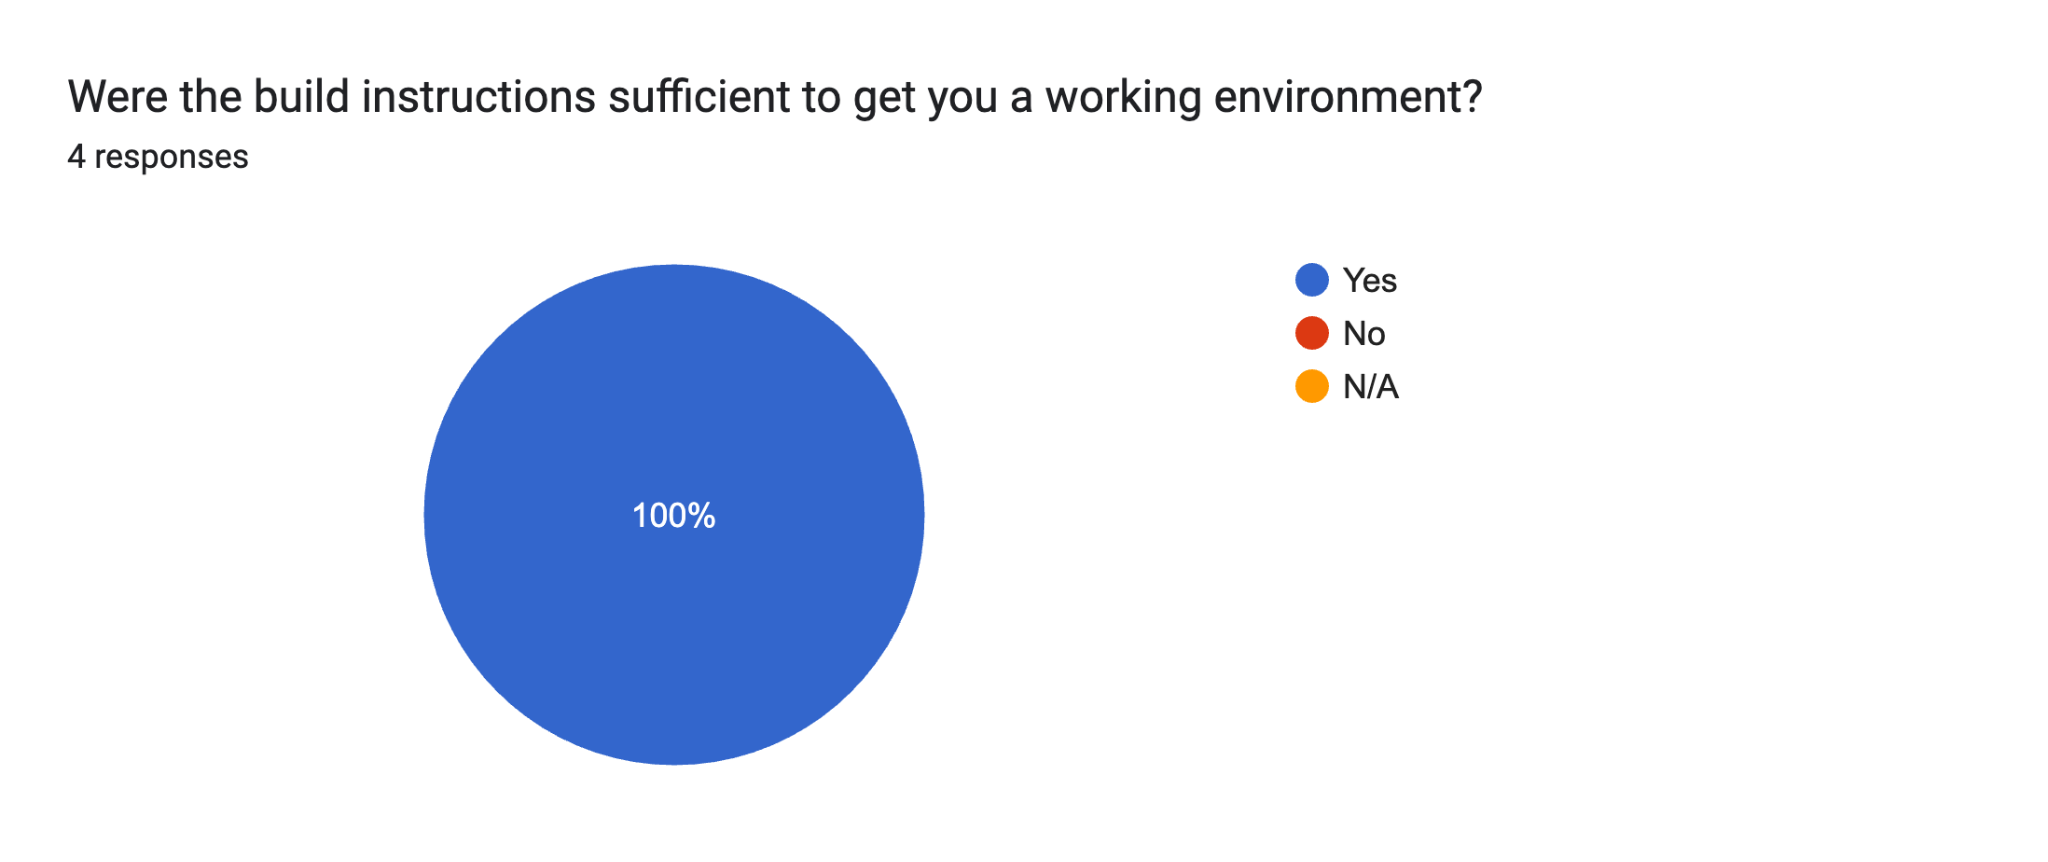 Were the build instructions sufficient to get you a working environment?
4 responses
100%
Yes
No
N/A